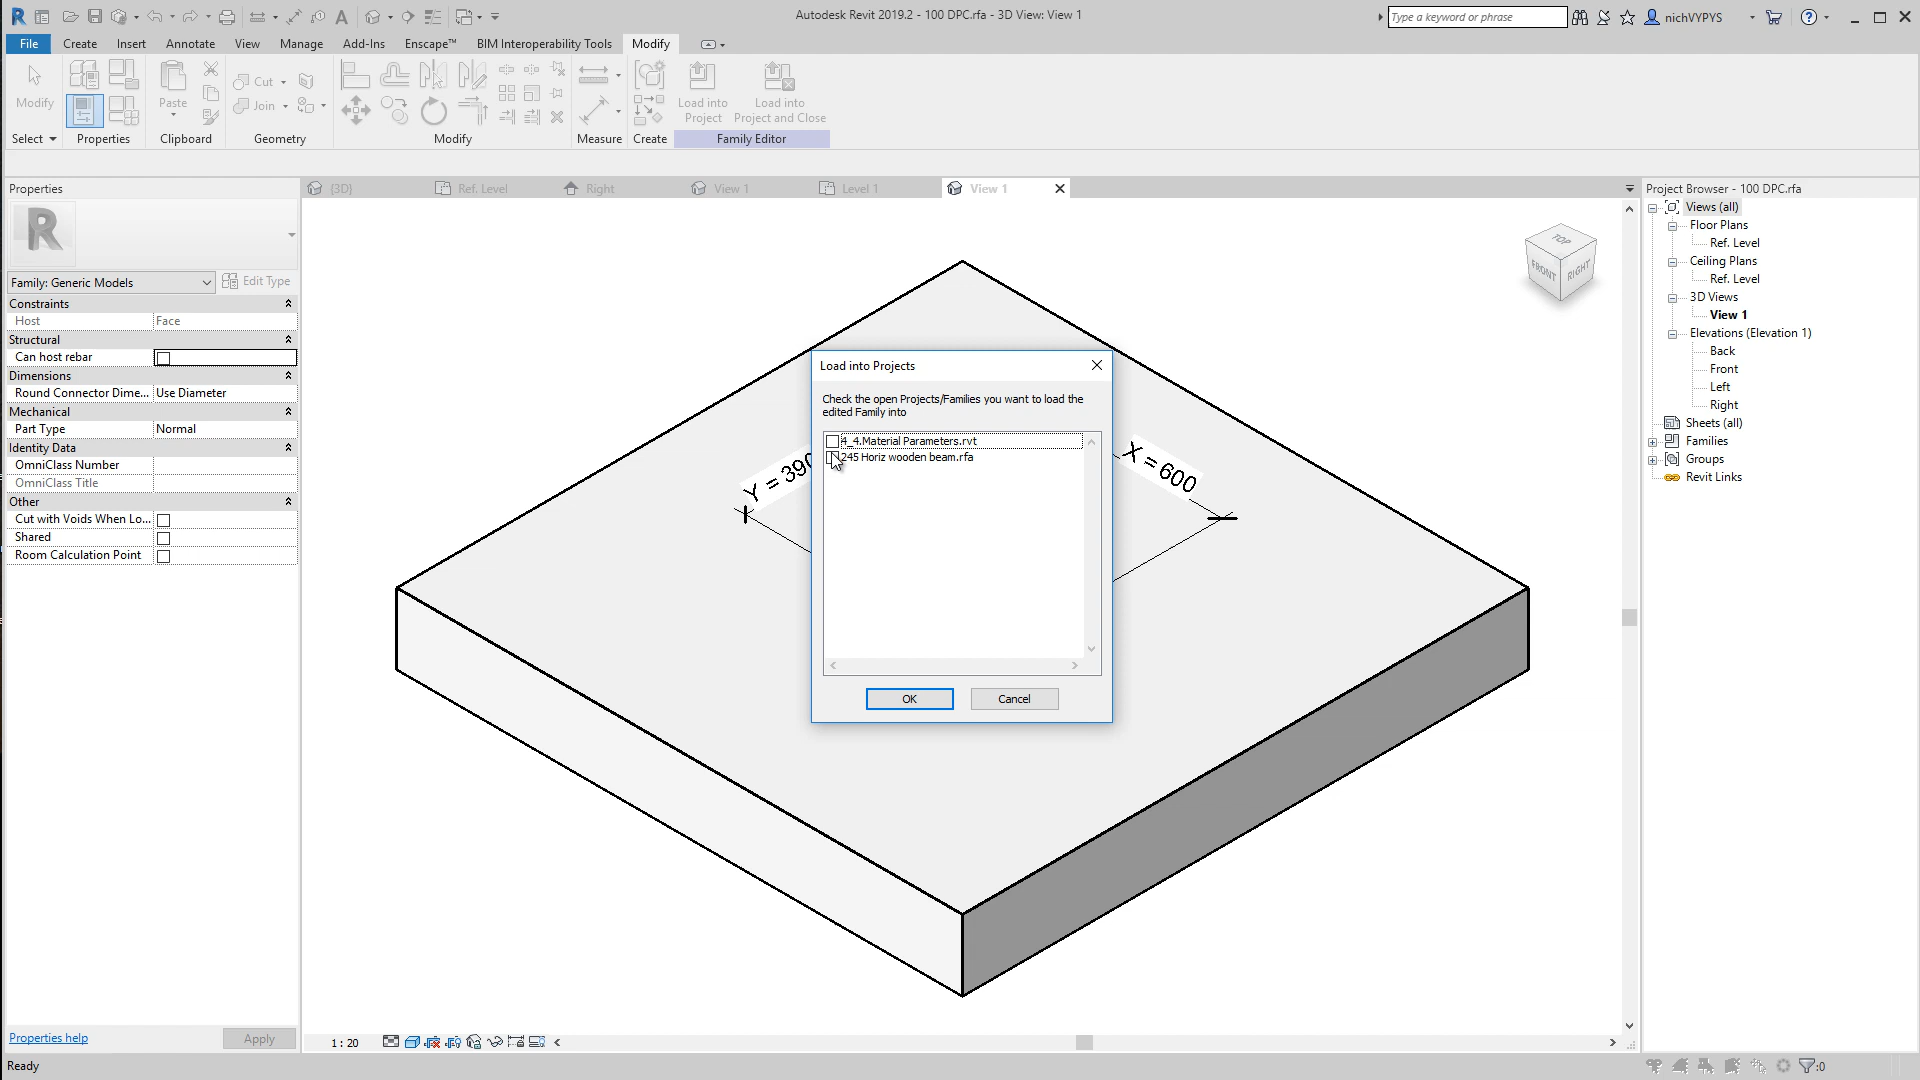 Autodesk Revit 2019.2 - 100 DPC.rfa - 3D View: View 1
Type a keyword or phrase
nichVYPYS
File Create Insert Annotate View Manage Add-Ins Enscape™ BIM Interoperability Tools Modify
Modify
Paste
Cut
Join
Load into Project
Load into Project and Close
Select Properties Clipboard Geometry Modify Measure Create Family Editor
Properties
{3D} Ref. Level Right View 1 Level 1 View 1
Project Browser - 100 DPC.rfa
R
Family: Generic Models
Edit Type
Constraints
Host Face
Structural
Can host rebar
Dimensions
Round Connector Dime... Use Diameter
Mechanical
Part Type Normal
Identity Data
OmniClass Number
OmniClass Title
Other
Cut with Voids When Lo...
Shared
Room Calculation Point
Properties help
Apply
TOP
FRONT
RIGHT
Y = 390
X = 600
Load into Projects
Check the open Projects/Families you want to load the
edited Family into
4_4.Material Parameters.rvt
245 Horiz wooden beam.rfa
OK
Cancel
Views (all)
Floor Plans
Ref. Level
Ceiling Plans
Ref. Level
3D Views
View 1
Elevations (Elevation 1)
Back
Front
Left
Right
Sheets (all)
Families
Groups
Revit Links
1 : 20
Ready
:0